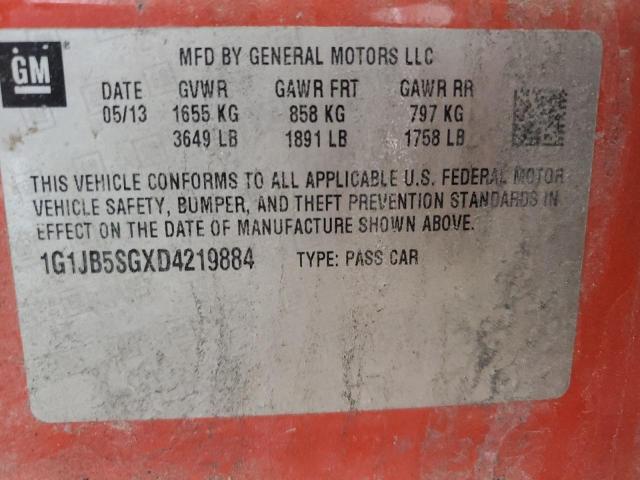 GM ®
MFD BY GENERAL MOTORS LLC
DATE GVWR GAWR FRT GAWR RR
05/13 1655 KG 858 KG 797 KG
3649 LB 1891 LB 1758 LB
THIS VEHICLE CONFORMS TO ALL APPLICABLE U.S. FEDERAL MOTOR
VEHICLE SAFETY, BUMPER, AND THEFT PREVENTION STANDARDS IN
EFFECT ON THE DATE OF MANUFACTURE SHOWN ABOVE.
1G1JB5SGXD4219884 TYPE: PASS CAR